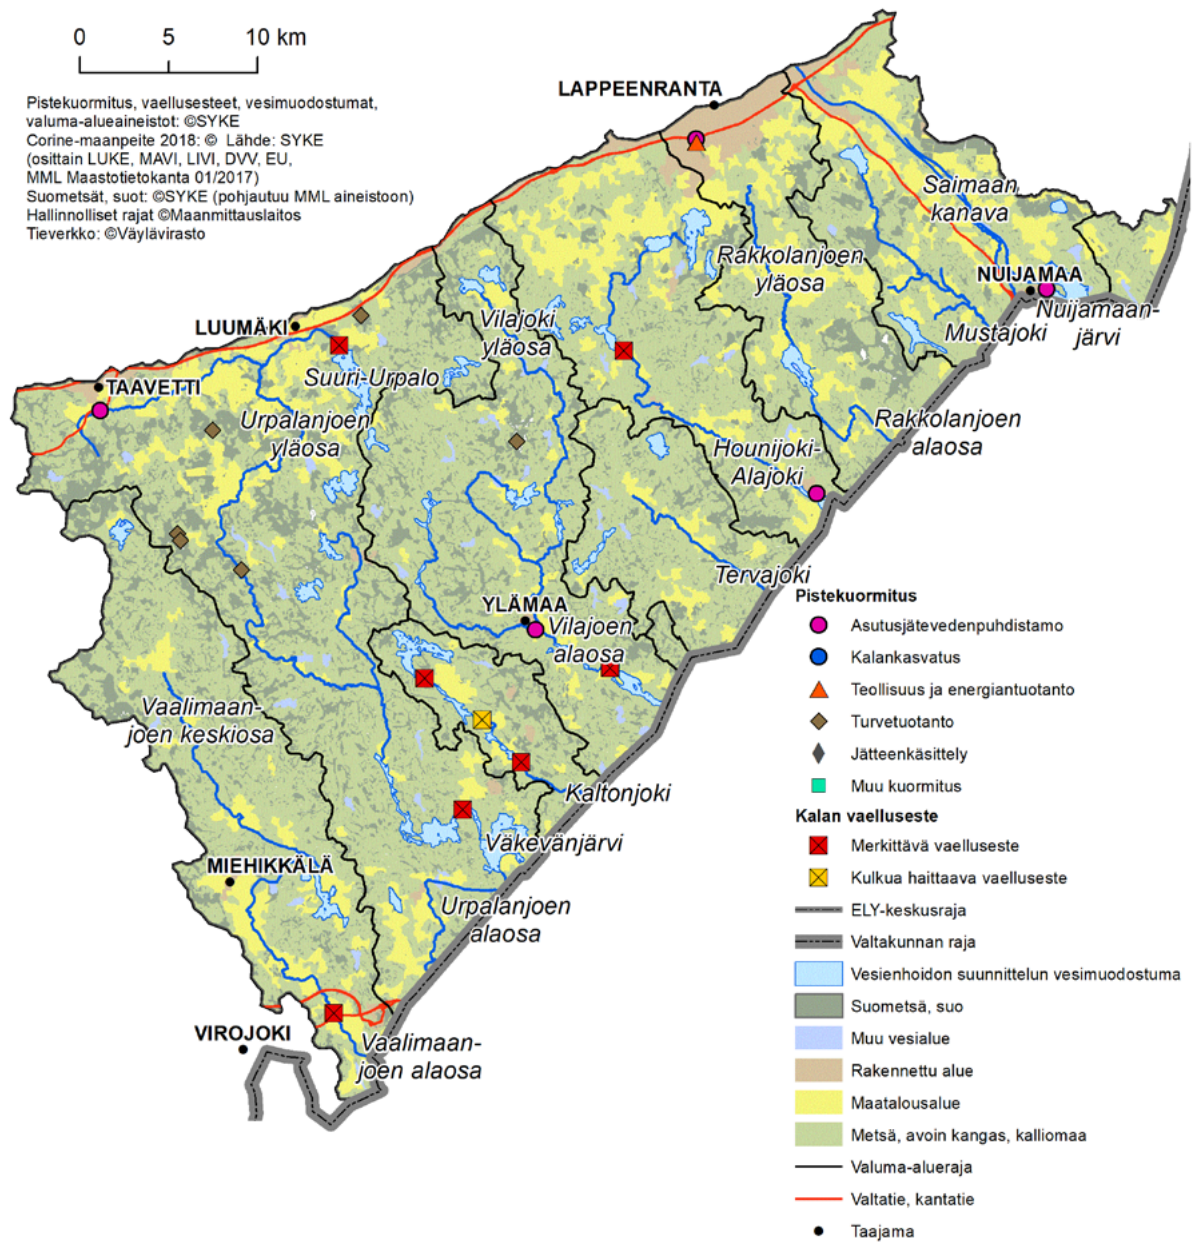 0 5 10 km
Pistekuormitus, vaellusesteet, vesimuodostumat,
valuma-alueaineistot: ©SYKE
Corine-maanpeite 2018: © Lähde: SYKE
(osittain LUKE, MAVI, LIVI, DVV, EU,
MML Maastotietokanta 01/2017)
Suometsät, suot: ©SYKE (pohjautuu MML aineistoon)
Hallinnolliset rajat ©Maanmittauslaitos
Tieverkko: ©Väylävirasto
LAPPEENRANTA
Saimaan
kanava
Rakkolanjoen
yläosa
NUIJAMAA
Nuijamaan-
järvi
Mustajoki
Vilajoki
yläosa
LUUMÄKI
Suuri-Urpalo
TAAVETTI
Urpalanjoen
yläosa
Rakkolanjoen
alaosa
Hounijoki-
Alajoki
Tervajoki
YLÄMAA
Vilajoen
alaosa
Vaalimaan-
joen keskiosa
Kaltonjoki
Väkevänjärvi
MIEHIKKÄLÄ
Urpalanjoen
alaosa
VIROJOKI
Vaalimaan-
joen alaosa
Pistekuormitus
Asutusjätevedenpuhdistamo
Kalankasvatus
Teollisuus ja energiantuotanto
Turvetuotanto
Jätteenkäsittely
Muu kuormitus
Kalan vaelluseste
Merkittävä vaelluseste
Kulkua haittaava vaelluseste
ELY-keskusraja
Valtakunnan raja
Vesienhoidon suunnittelun vesimuodostuma
Suometsä, suo
Muu vesialue
Rakennettu alue
Maatalousalue
Metsä, avoin kangas, kalliomaa
Valuma-alueraja
Valtatie, kantatie
Taajama